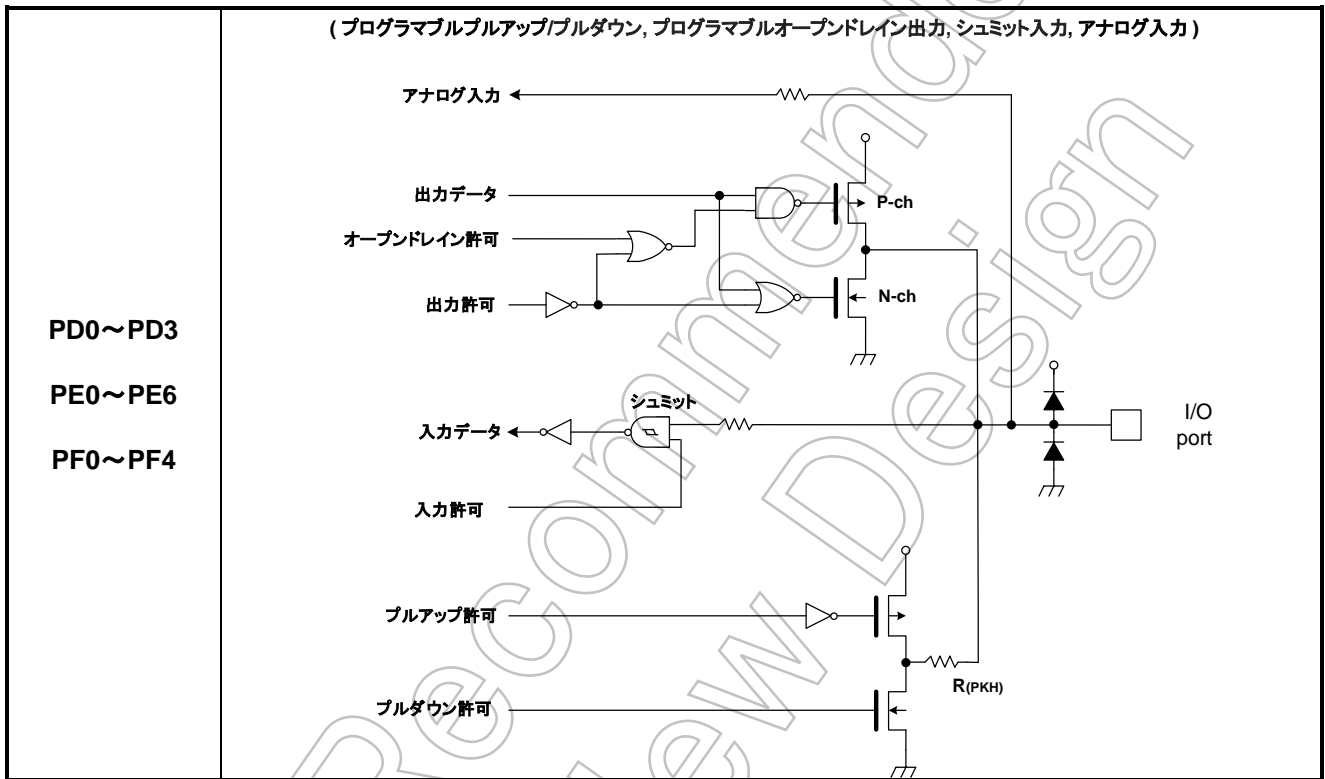 ( プログラマブルプルアップ/プルダウン, プログラマブルオープンドレイン出力, シュミット入力, アナログ入力 )
アナログ入力
出力データ
P-ch
オープンドレイン許可
N-ch
出力許可
PD0～PD3
PE0～PE6
PF0～PF4
シュミット
入力データ
I/O
port
入力許可
プルアップ許可
R(PKH)
プルダウン許可
Recommende
New Design